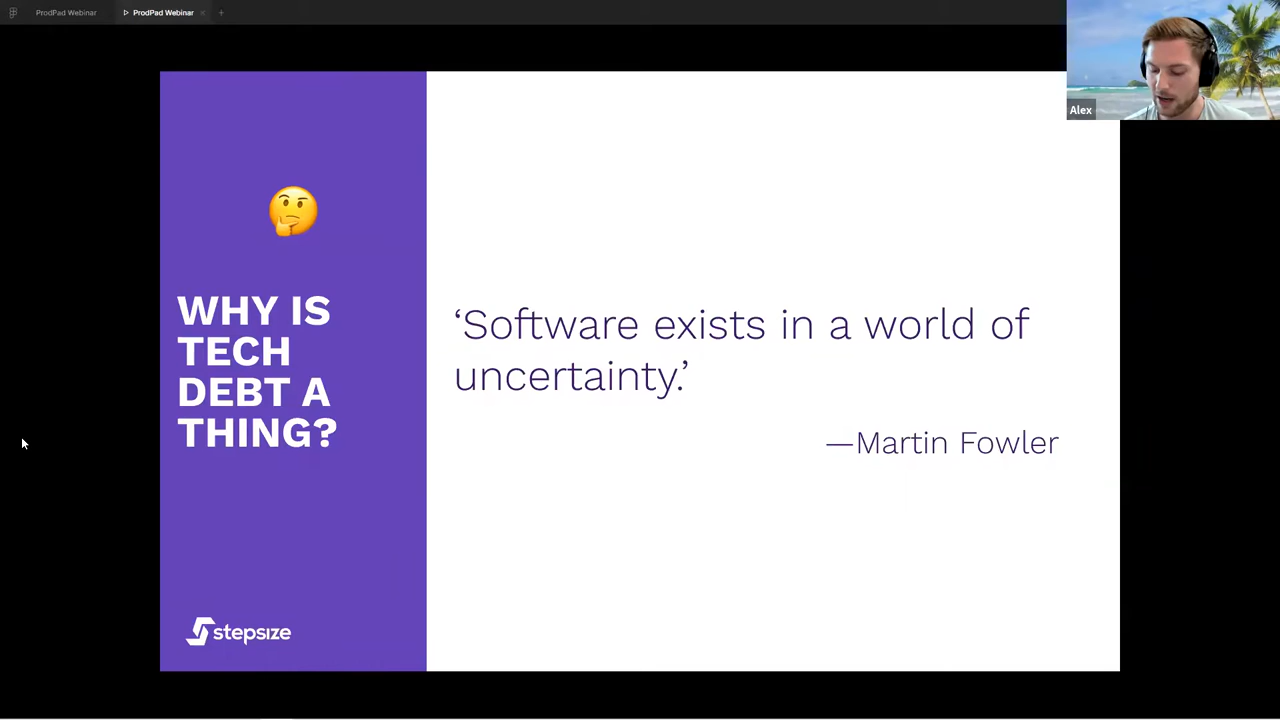 ProdPad Webinar
ProdPad Webinar
Alex
WHY IS
TECH
DEBT A
THING?
‘Software exists in a world of
uncertainty.’
—Martin Fowler
stepsize